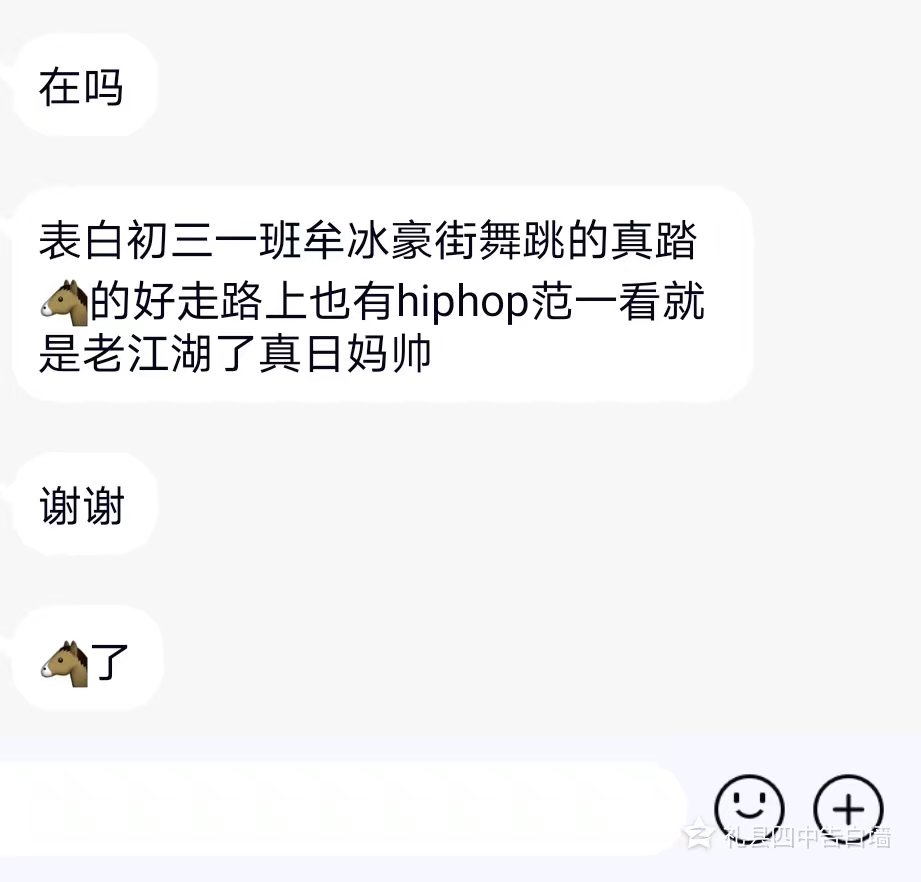 在吗
表白初三一班牟冰豪街舞跳的真踏
🐴的好走路上也有hiphop范一看就
是老江湖了真日妈帅
谢谢
🐴了
礼县四中告白墙